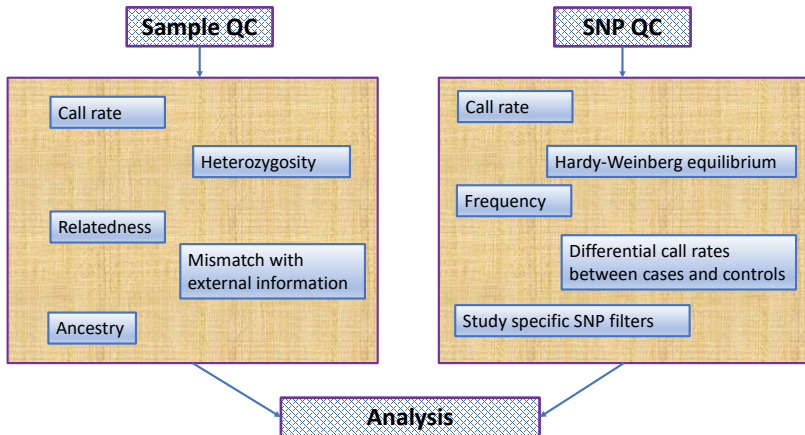 Sample QC
Call rate
Heterozygosity
Relatedness
Mismatch with
external information
Ancestry
SNP QC
Call rate
Hardy-Weinberg equilibrium
Frequency
Differential call rates
between cases and controls
Study specific SNP filters
Analysis